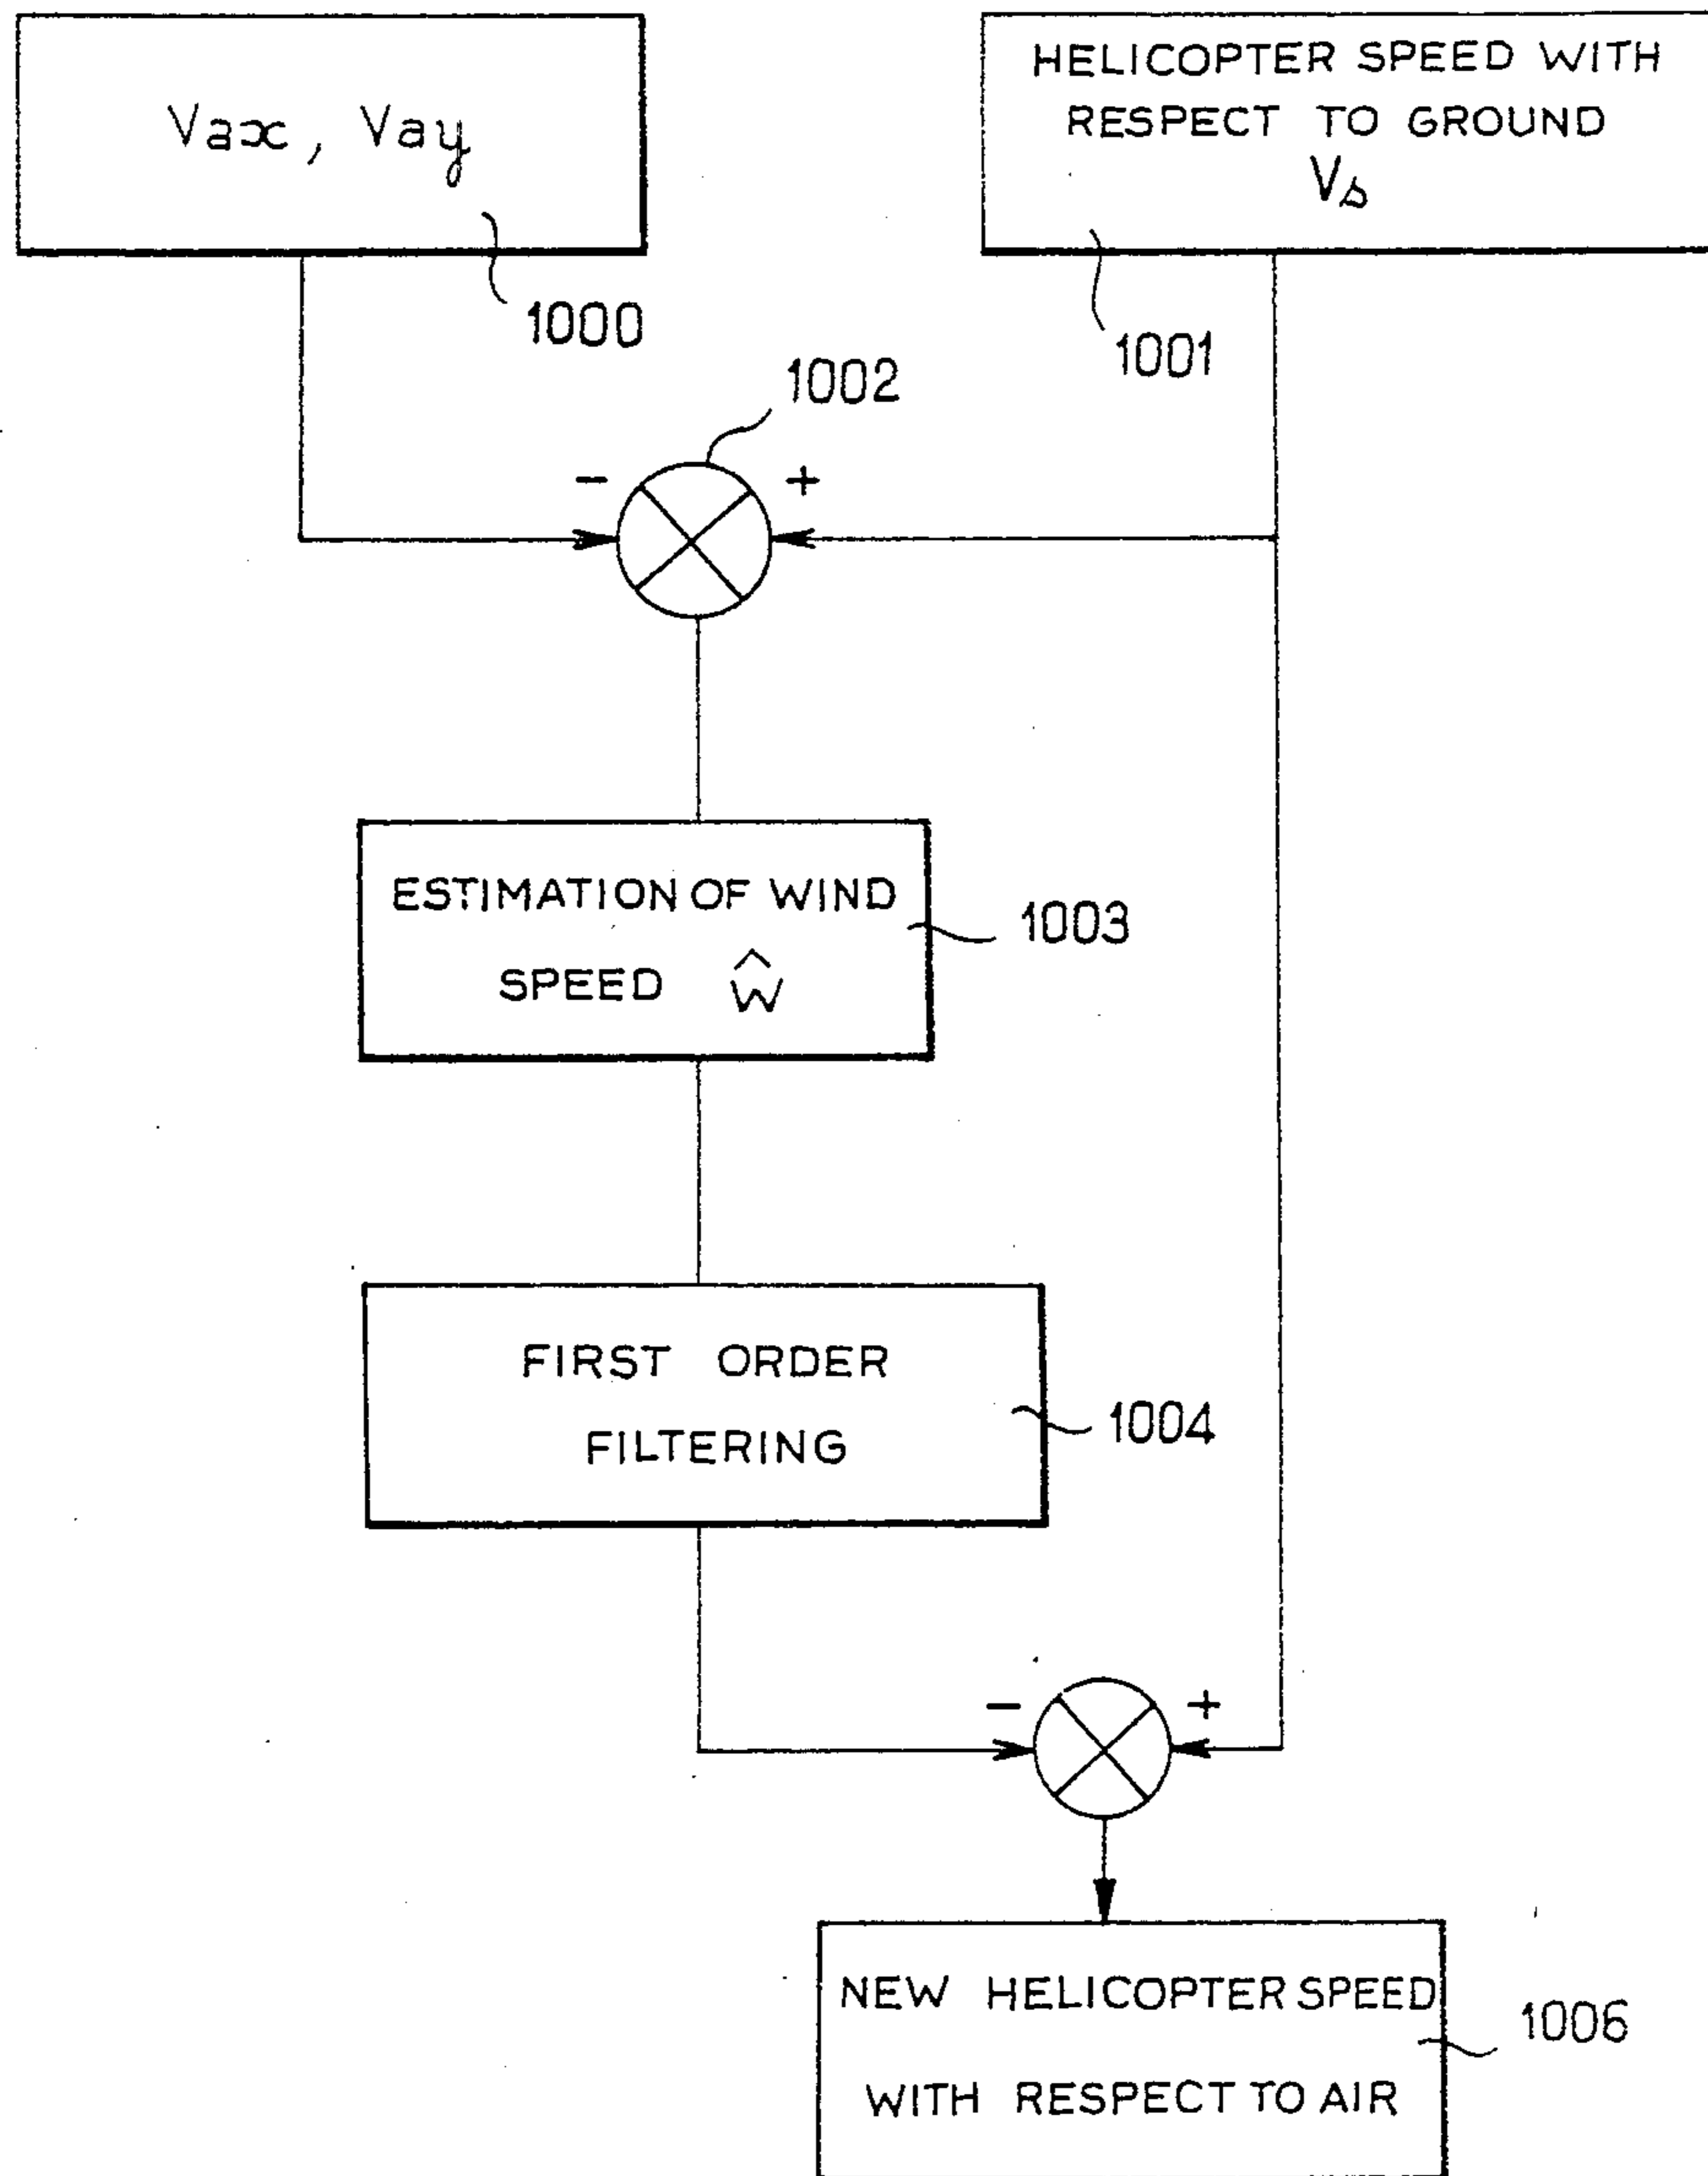 Vax, Vay
1000
HELICOPTER SPEED WITH
RESPECT TO GROUND
Vs
1001
1002
- +
ESTIMATION OF WIND
SPEED Ŵ
1003
FIRST ORDER
FILTERING
1004
- +
NEW HELICOPTER SPEED
WITH RESPECT TO AIR
1006